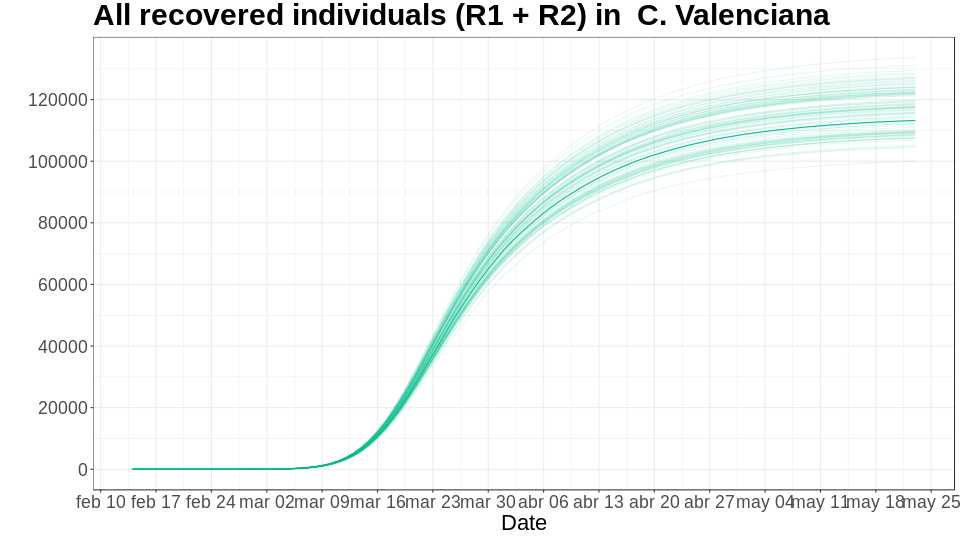 All recovered individuals (R1 + R2) in  C. Valenciana
120000
100000
80000
60000
40000
20000
0
feb 10 feb 17 feb 24 mar 02 mar 09 mar 16 mar 23 mar 30 abr 06 abr 13 abr 20 abr 27 may 04 may 11 may 18 may 25
Date